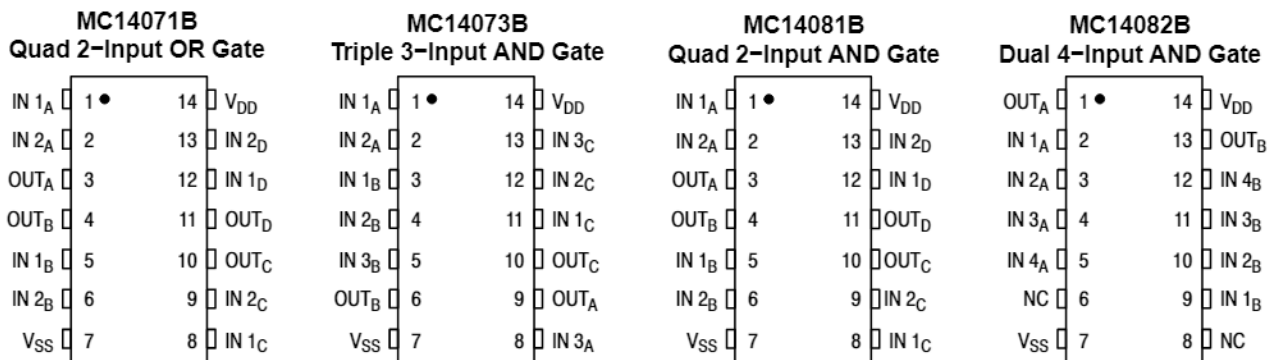 MC14071B
Quad 2−Input OR Gate
IN 1A 1 14 VDD
IN 2A 2 13 IN 2D
OUTA 3 12 IN 1D
OUTB 4 11 OUTD
IN 1B 5 10 OUTC
IN 2B 6 9 IN 2C
VSS 7 8 IN 1C
MC14073B
Triple 3−Input AND Gate
IN 1A 1 14 VDD
IN 2A 2 13 IN 3C
IN 1B 3 12 IN 2C
IN 2B 4 11 IN 1C
IN 3B 5 10 OUTC
OUTB 6 9 OUTA
VSS 7 8 IN 3A
MC14081B
Quad 2−Input AND Gate
IN 1A 1 14 VDD
IN 2A 2 13 IN 2D
OUTA 3 12 IN 1D
OUTB 4 11 OUTD
IN 1B 5 10 OUTC
IN 2B 6 9 IN 2C
VSS 7 8 IN 1C
MC14082B
Dual 4−Input AND Gate
OUTA 1 14 VDD
IN 1A 2 13 OUTB
IN 2A 3 12 IN 4B
IN 3A 4 11 IN 3B
IN 4A 5 10 IN 2B
NC 6 9 IN 1B
VSS 7 8 NC